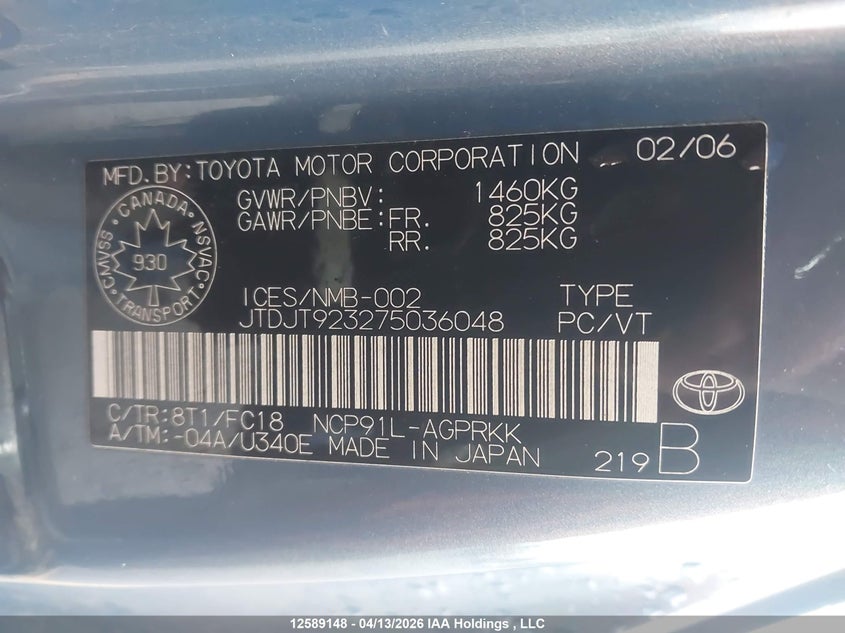 MFD.BY:TOYOTA MOTOR CORPORATION 02/06
GVWR/PNBV: 1460KG
GAWR/PNBE:FR. 825KG
RR. 825KG
CANADA
CMVSS 930 NSVAC
TRANSPORT
ICES/NMB-002 TYPE
JTDJT923275036048 PC/VT
C/TR:8T1/FC18 NCP91L-AGPRKK
A/TM:-04A/U340E MADE IN JAPAN 219 B
12589148 - 04/13/2026 IAA Holdings , LLC